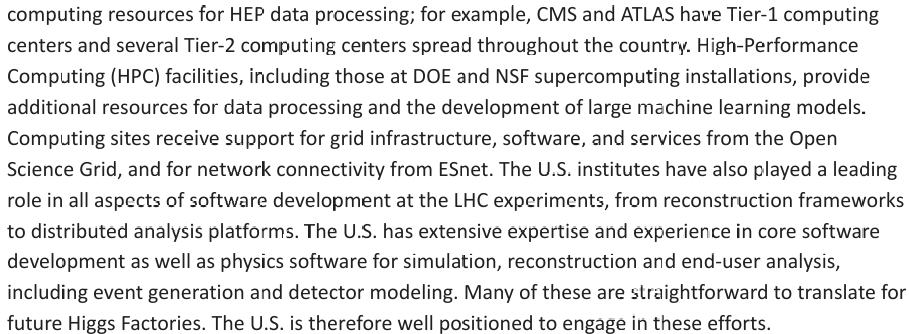 computing resources for HEP data processing; for example, CMS and ATLAS have Tier-1 computing
centers and several Tier-2 computing centers spread throughout the country. High-Performance
Computing (HPC) facilities, including those at DOE and NSF supercomputing installations, provide
additional resources for data processing and the development of large machine learning models.
Computing sites receive support for grid infrastructure, software, and services from the Open
Science Grid, and for network connectivity from ESnet. The U.S. institutes have also played a leading
role in all aspects of software development at the LHC experiments, from reconstruction frameworks
to distributed analysis platforms. The U.S. has extensive expertise and experience in core software
development as well as physics software for simulation, reconstruction and end-user analysis,
including event generation and detector modeling. Many of these are straightforward to translate for
future Higgs Factories. The U.S. is therefore well positioned to engage in these efforts.